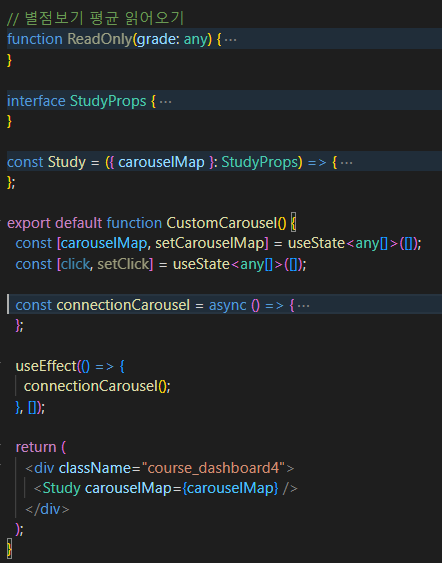 // 별점보기 평균 읽어오기
function ReadOnly(grade: any) { ···
}
interface StudyProps { ···
}
const Study = ({ carouselMap }: StudyProps) => { ···
};
export default function CustomCarousel() {
const [carouselMap, setCarouselMap] = useState<any[]>([]);
const [click, setClick] = useState<any[]>([]);
const connectionCarousel = async () => { ···
};
useEffect(() => {
connectionCarousel();
}, []);
return (
<div className="course_dashboard4">
<Study carouselMap={carouselMap} />
</div>
);
}